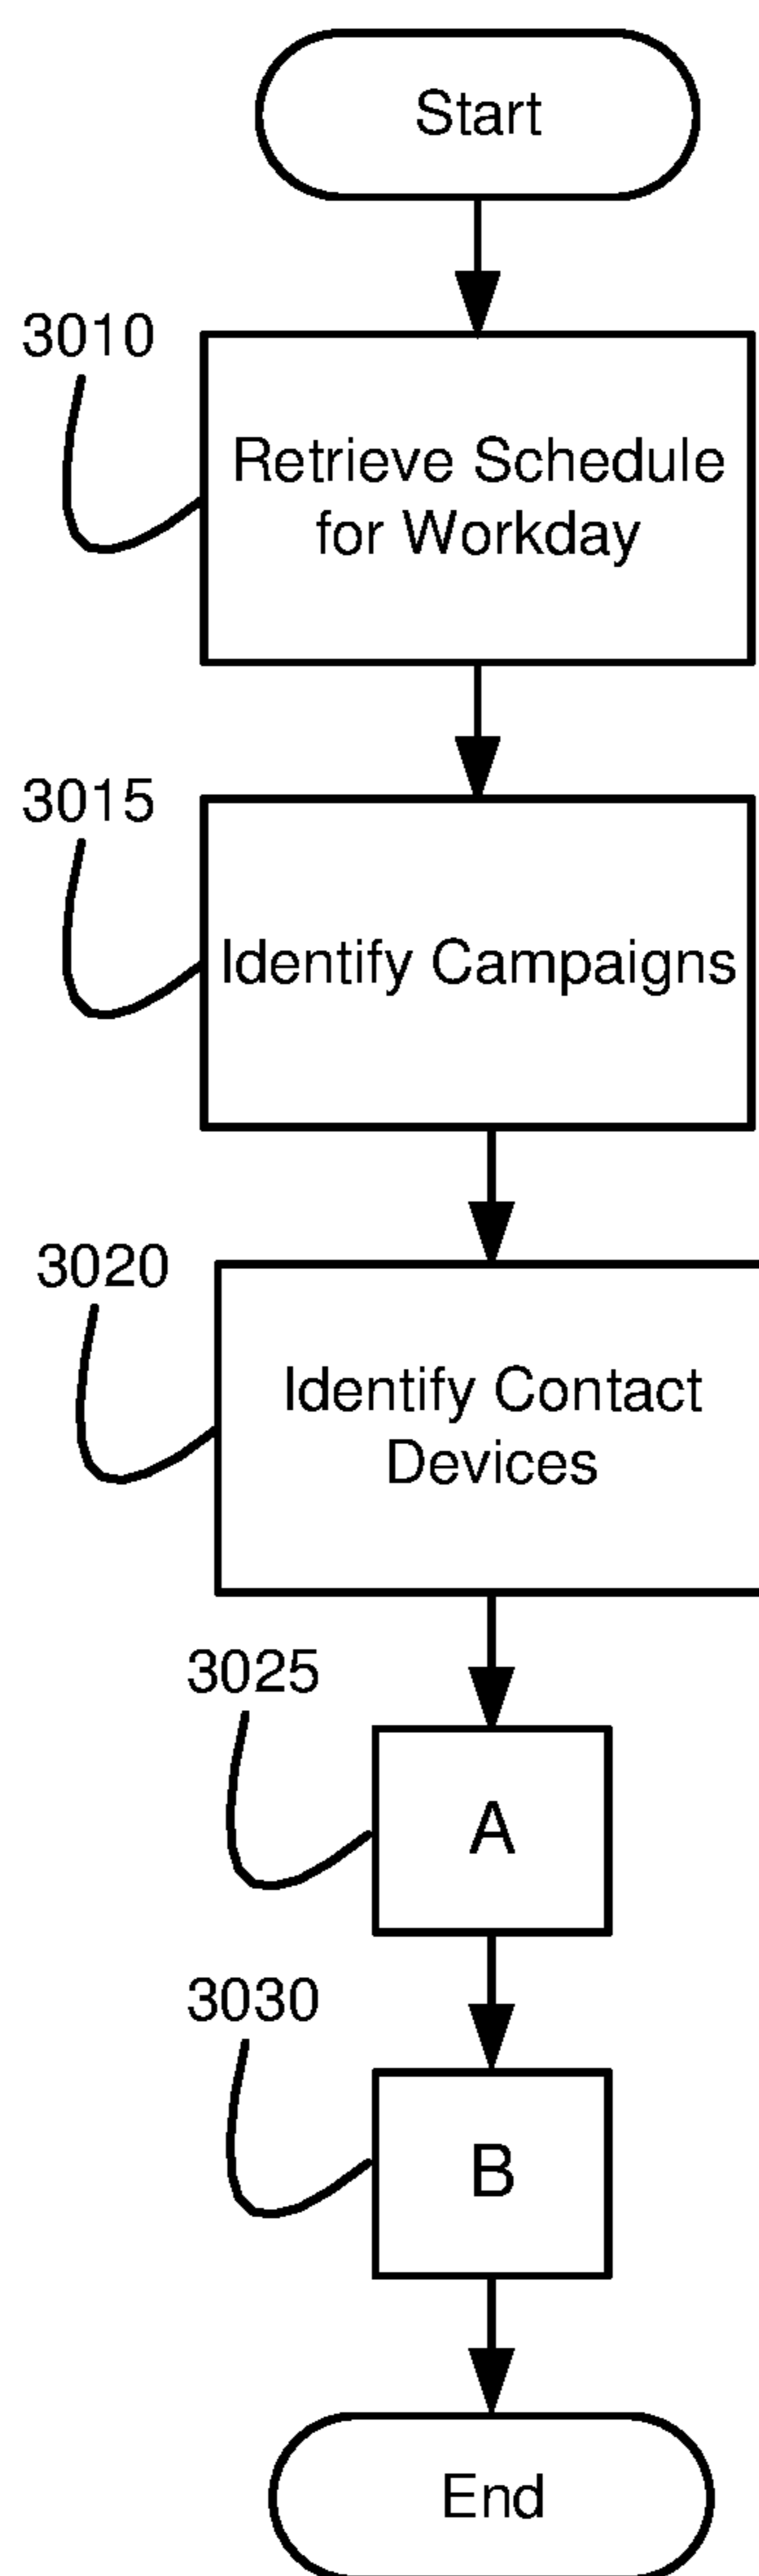 Start
3010
Retrieve Schedule
for Workday
3015
Identify Campaigns
3020
Identify Contact
Devices
3025
A
3030
B
End